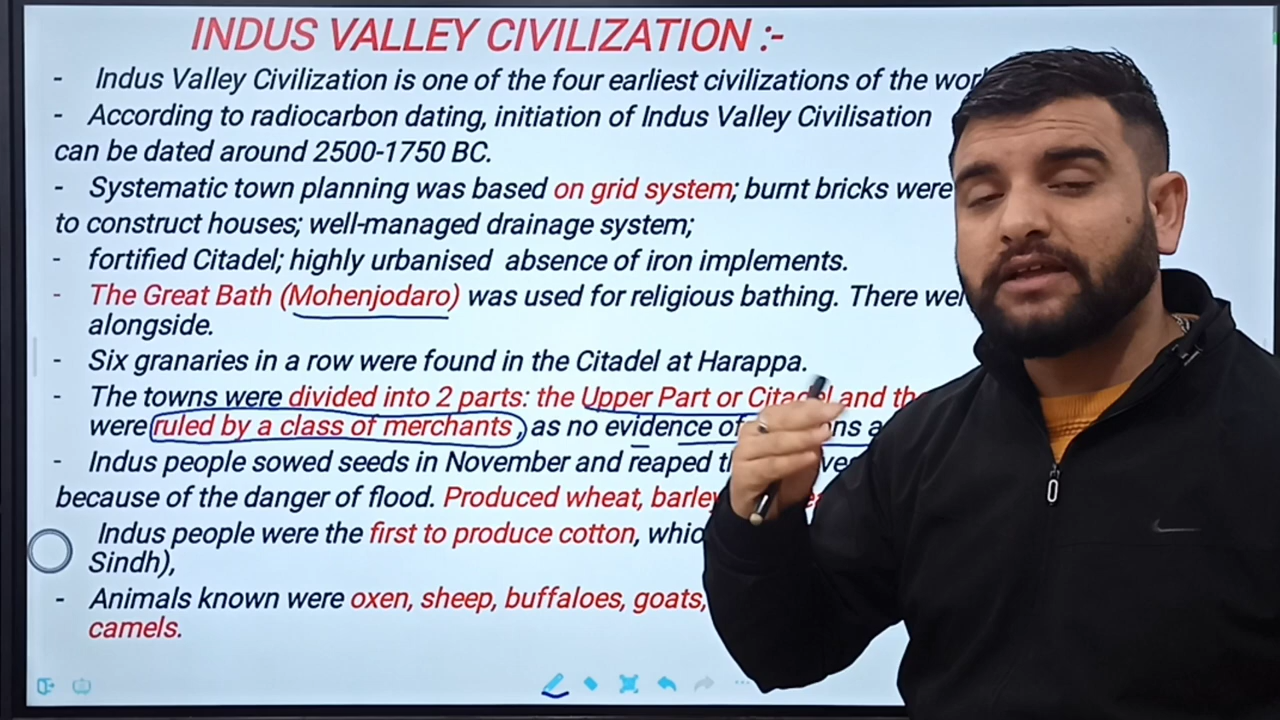 INDUS VALLEY CIVILIZATION :-
- Indus Valley Civilization is one of the four earliest civilizations of the
- According to radiocarbon dating, initiation of Indus Valley Civilisation
can be dated around 2500-1750 BC.
- Systematic town planning was based on grid system; burnt bricks were
to construct houses; well-managed drainage system;
- fortified Citadel; highly urbanised absence of iron implements.
- The Great Bath (Mohenjodaro) was used for religious bathing. There
alongside.
- Six granaries in a row were found in the Citadel at Harappa.
- The towns were divided into 2 parts: the Upper Part or Citadel and
were ruled by a class of merchants, as no evidence of
- Indus people sowed seeds in November and reaped
because of the danger of flood. Produced wheat, barley
Indus people were the first to produce cotton,
Sindh),
- Animals known were oxen, sheep, buffaloes, goats,
camels.